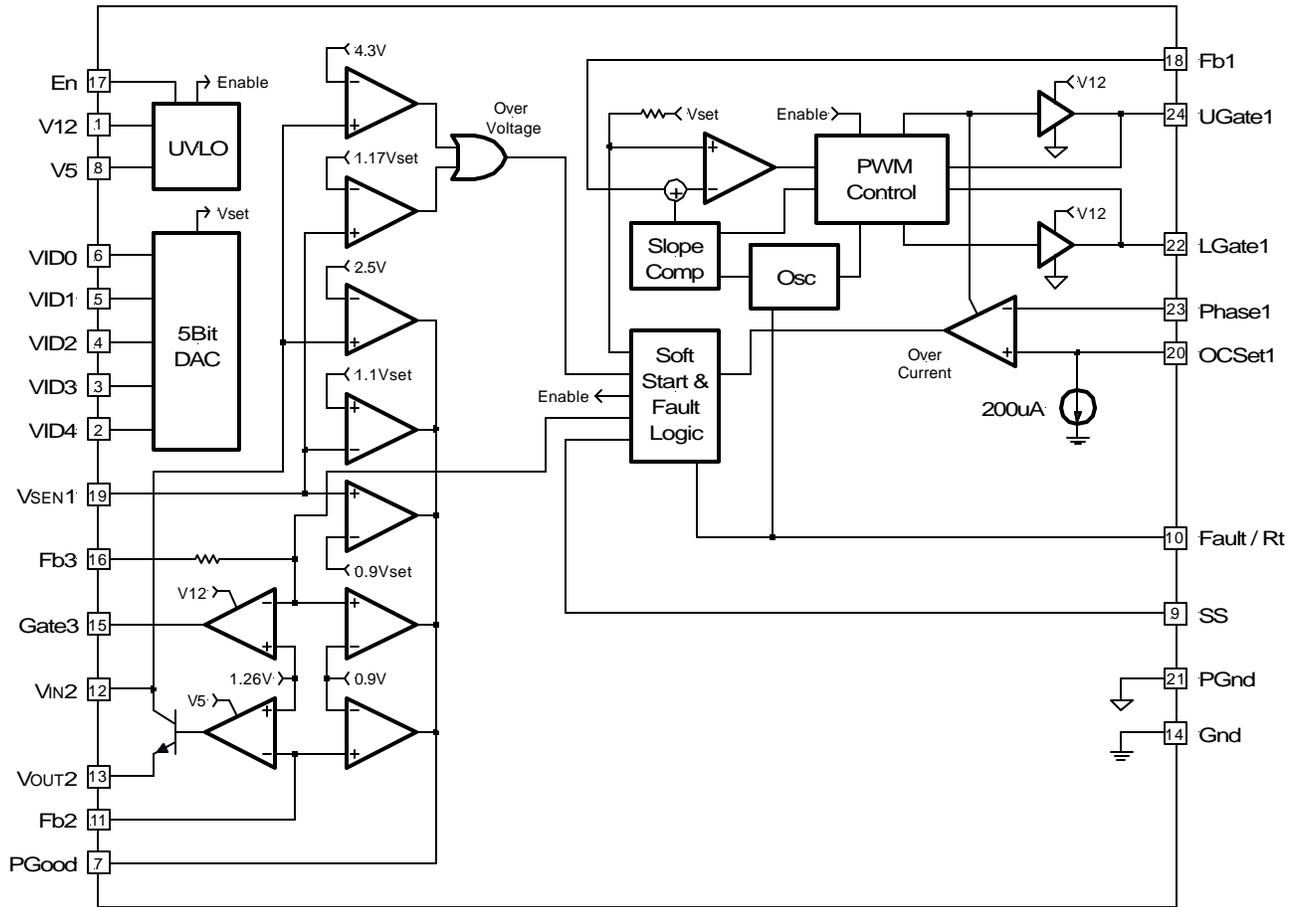 En 17
V12 1
V5 8
Enable
UVLO
Vset
VID0 6
VID1 5
VID2 4
VID3 3
VID4 2
5Bit
DAC
VSEN1 19
Fb3 16
Gate3 15
VIN2 12
VOUT2 13
Fb2 11
PGood 7
V12
1.26V
V5
4.3V
-
+
1.17Vset
-
+
2.5V
-
+
1.1Vset
+
-
+
-
0.9Vset
-
+
+
-
0.9V
+
-
-
+
Over
Voltage
Vset
Enable
+
-
+
PWM
Control
Slope
Comp
Osc
V12
V12
Soft
Start &
Fault
Logic
Enable
Over
Current
-
+
200uA
18 Fb1
24 UGate1
22 LGate1
23 Phase1
20 OCSet1
10 Fault / Rt
9 SS
21 PGnd
14 Gnd